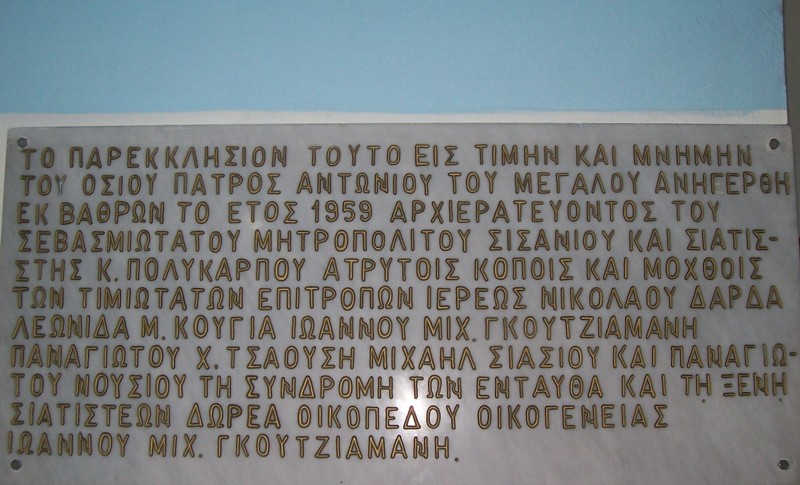 ΤΟ ΠΑΡΕΚΚΛΗΣΙΟΝ ΤΟΥΤΟ ΕΙΣ ΤΙΜΗΝ ΚΑΙ ΜΝΗΜΗΝ
ΤΟΥ ΟΣΙΟΥ ΠΑΤΡΟΣ ΑΝΤΩΝΙΟΥ ΤΟΥ ΜΕΓΑΛΟΥ ΑΝΗΓΕΡΘΗ
ΕΚ ΒΑΘΡΩΝ ΤΟ ΕΤΟΣ 1959 ΑΡΧΙΕΡΑΤΕΥΟΝΤΟΣ ΤΟΥ
ΣΕΒΑΣΜΙΩΤΑΤΟΥ ΜΗΤΡΟΠΟΛΙΤΟΥ ΣΙΣΑΝΙΟΥ ΚΑΙ ΣΙΑΤΙΣ-
ΣΤΗΣ Κ. ΠΟΛΥΚΑΡΠΟΥ ΑΤΡΥΤΟΙΣ ΚΟΠΟΙΣ ΚΑΙ ΜΟΧΘΟΙΣ
ΤΩΝ ΤΙΜΙΩΤΑΤΩΝ ΕΠΙΤΡΟΠΩΝ ΙΕΡΕΩΣ ΝΙΚΟΛΑΟΥ ΔΑΡΔΑ
ΛΕΩΝΙΔΑ Μ. ΚΟΥΓΙΑ ΙΩΑΝΝΟΥ ΜΙΧ. ΓΚΟΥΤΖΙΑΜΑΝΗ
ΠΑΝΑΓΙΩΤΟΥ Χ. ΤΣΑΟΥΣΗ ΜΙΧΑΗΛ ΣΙΑΣΙΟΥ ΚΑΙ ΠΑΝΑΓΙΩ-
ΤΟΥ ΝΟΥΣΙΟΥ ΤΗ ΣΥΝΔΡΟΜΗ ΤΩΝ ΕΝΤΑΥΘΑ ΚΑΙ ΤΗ ΞΕΝΗ
ΣΙΑΤΙΣΤΕΩΝ ΔΩΡΕΑ ΟΙΚΟΠΕΔΟΥ ΟΙΚΟΓΕΝΕΙΑΣ
ΙΩΑΝΝΟΥ ΜΙΧ. ΓΚΟΥΤΖΙΑΜΑΝΗ.